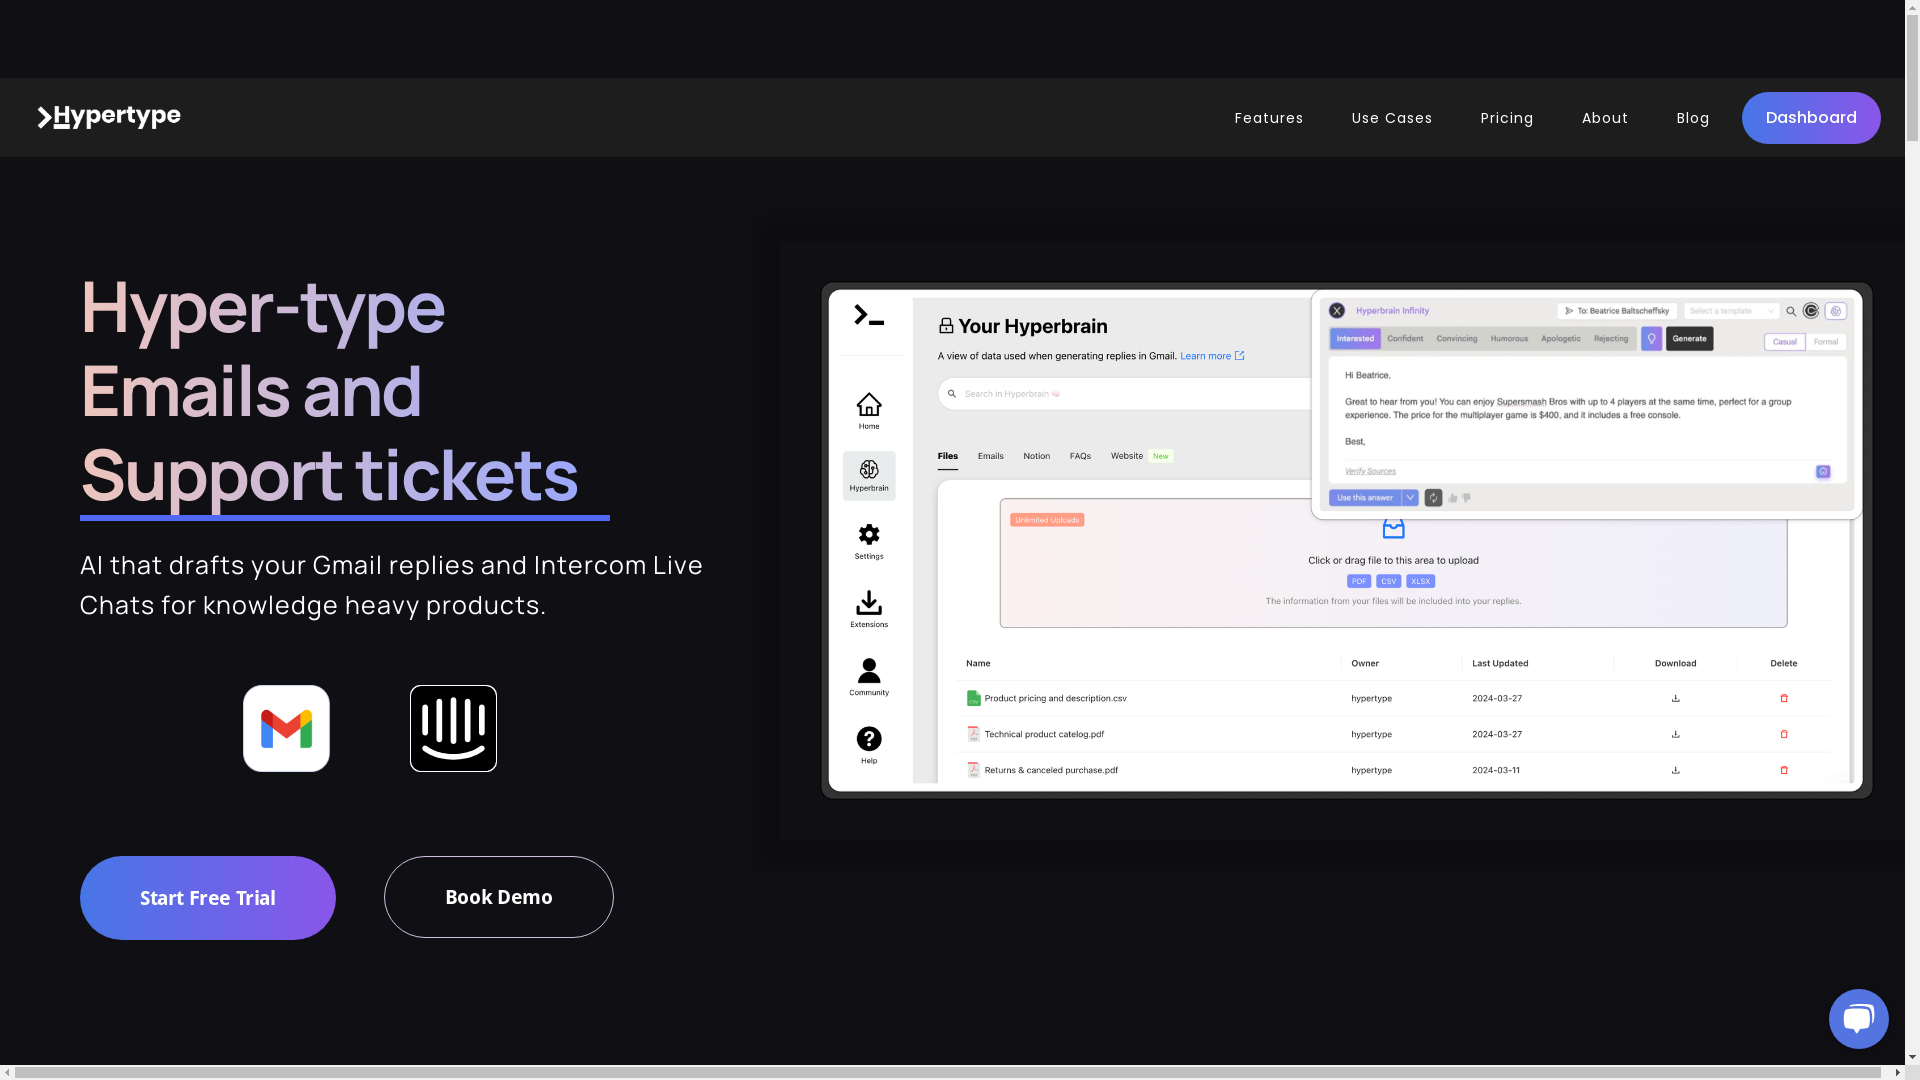 Hypertype
Features
Use Cases
Pricing
About
Blog
Dashboard
Hyper-type
Emails and
Support tickets
AI that drafts your Gmail replies and Intercom Live
Chats for knowledge heavy products.
Start Free Trial
Book Demo
Home
Hyperbrain
Settings
Extensions
Community
Help
Your Hyperbrain
A view of data used when generating replies in Gmail. Learn more
Search in Hyperbrain
Files
Emails
Notion
FAQs
Website
New
Hyperbrain Infinity
To: Beatrice Baltscheffsky
Select a template
Interested
Confident
Convincing
Humorous
Apologetic
Rejecting
Generate
Casual
Formal
Hi Beatrice,
Great to hear from you! You can enjoy Supersmash Bros with up to 4 players at the same time, perfect for a group
experience. The price for the multiplayer game is $400, and it includes a free console.
Best,
Verify Sources
Use this answer
Unlimited Uploads
Click or drag file to this area to upload
PDF CSV XLSX
The information from your files will be included into your replies.
Name Owner Last Updated Download Delete
Product pricing and description.csv hypertype 2024-03-27
Technical product catelog.pdf hypertype 2024-03-27
Returns & canceled purchase.pdf hypertype 2024-03-11